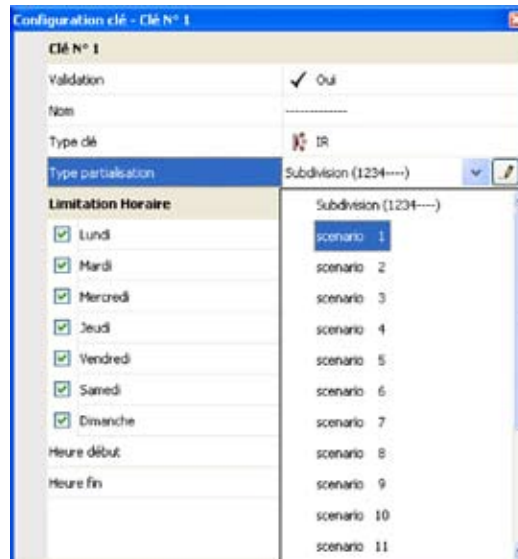 Configuration clé - Clé N° 1
Clé N° 1
Validation Oui
Nom -------------
Type clé IR
Type partialisation Subdivision (1234----)
Limitation Horaire Subdivision (1234----)
Lundi scenario 1
Mardi scenario 2
Mercredi scenario 3
Jeudi scenario 4
Vendredi scenario 5
Samedi scenario 6
Dimanche scenario 7
Heure début scenario 8
Heure fin scenario 9
scenario 10
scenario 11